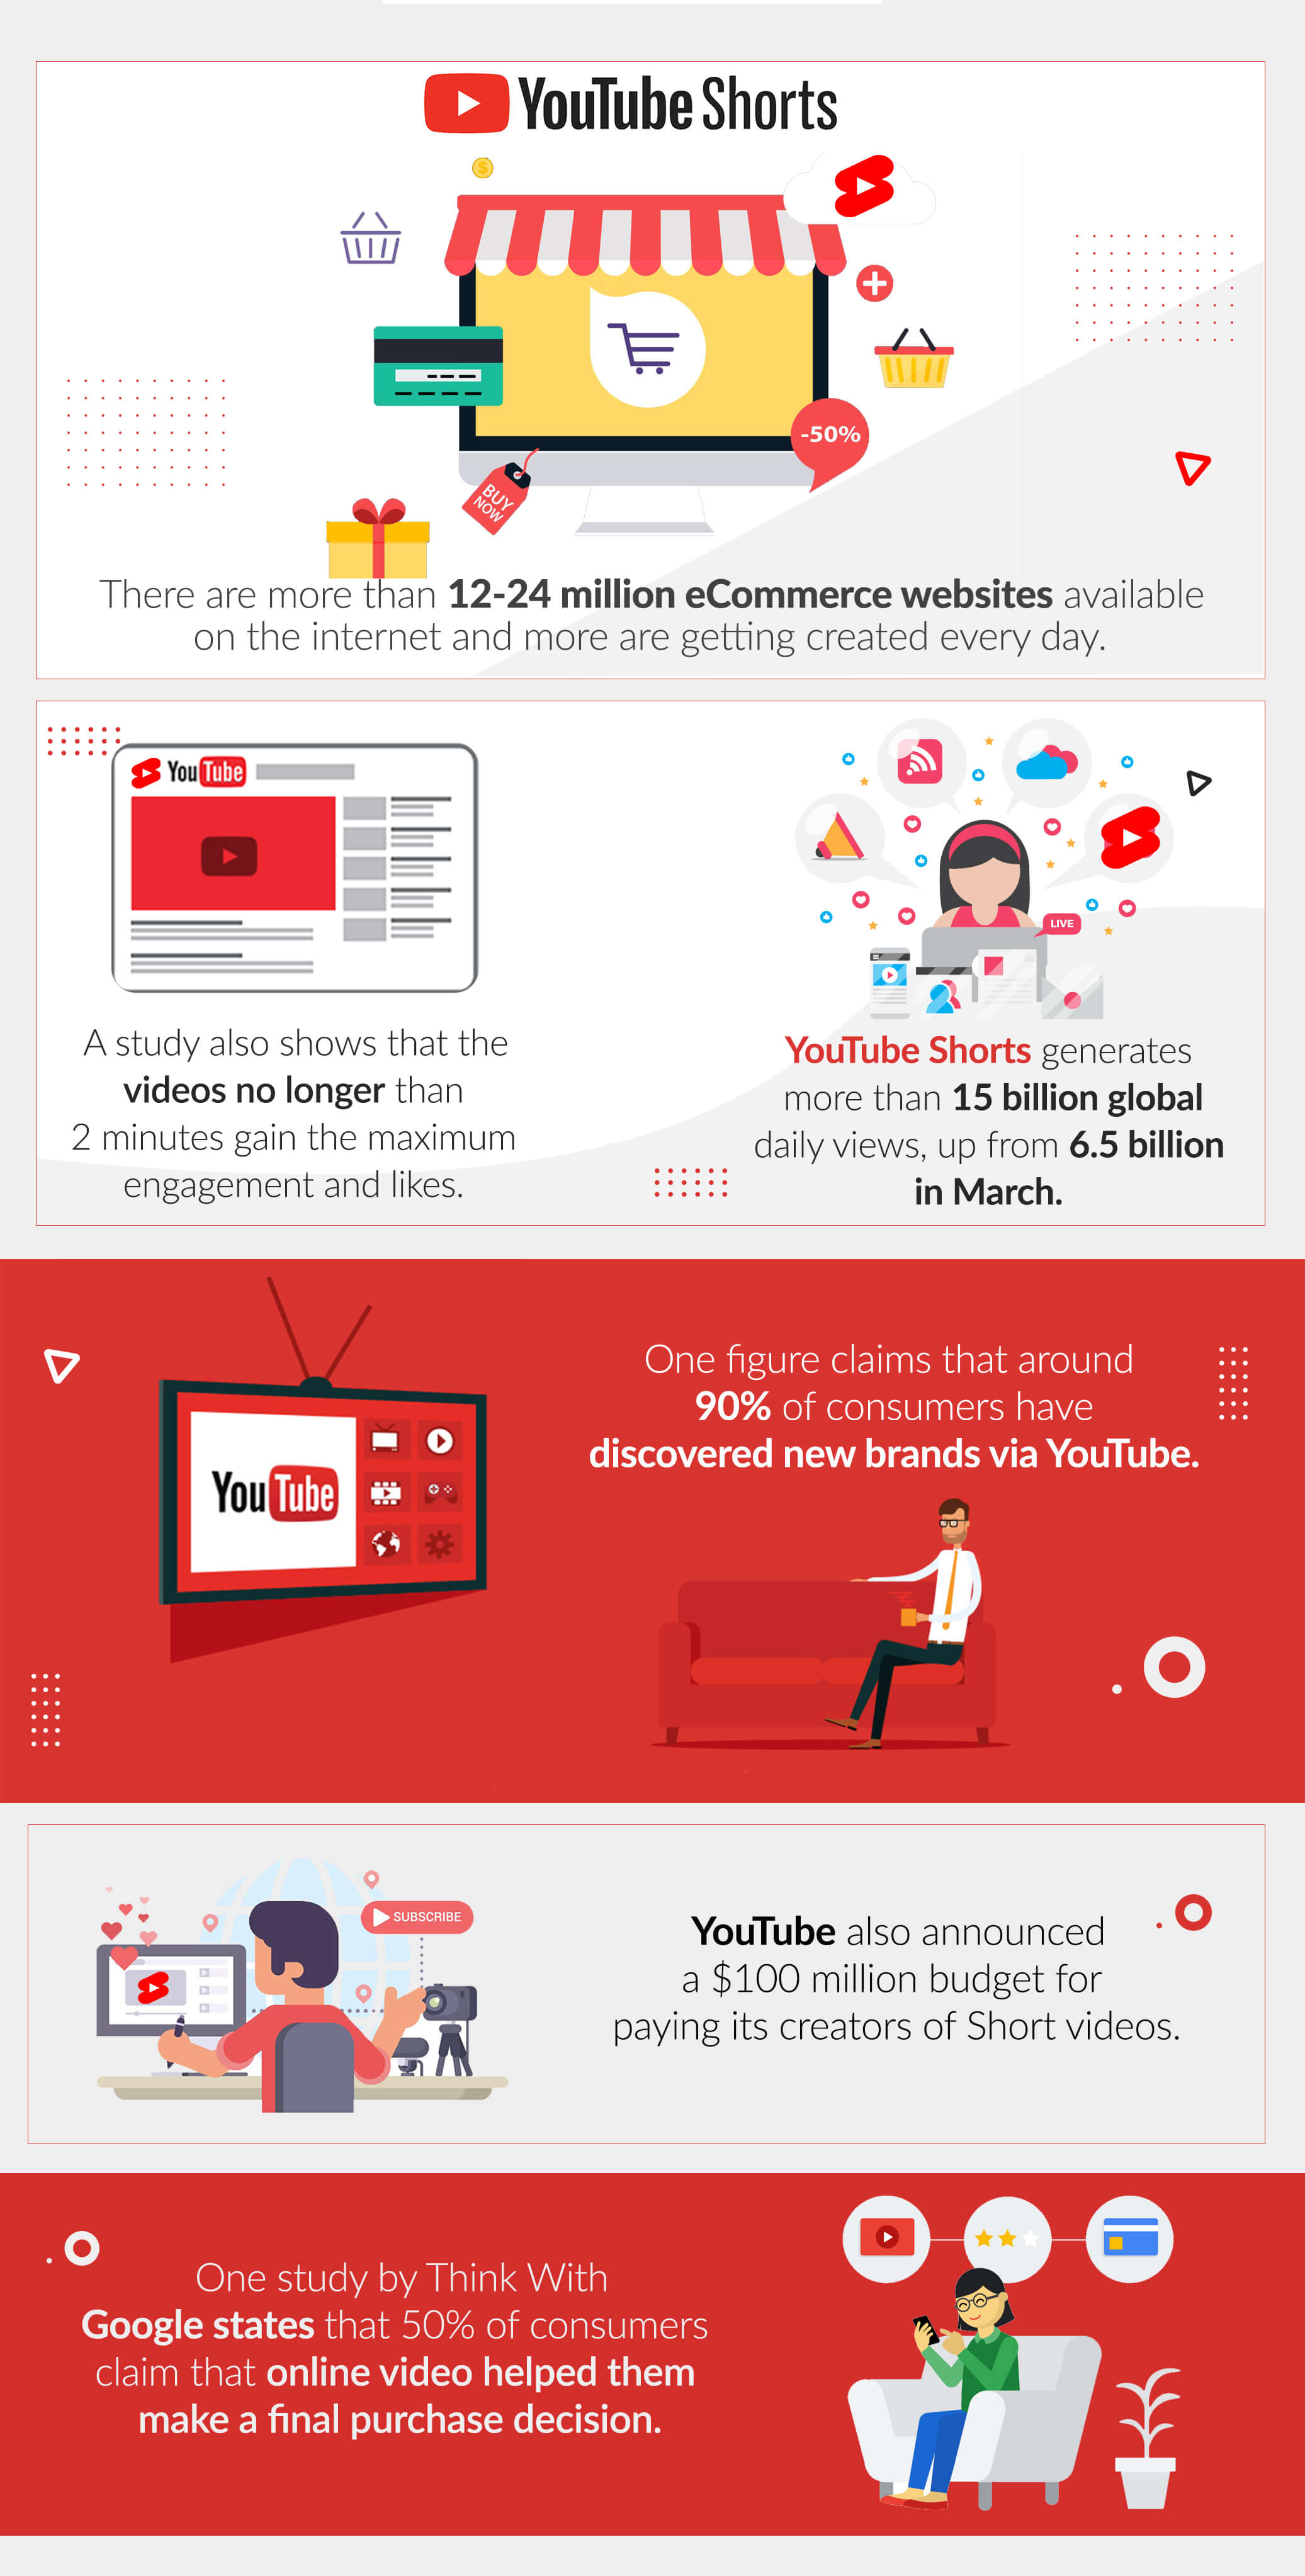 YouTube Shorts
-50%
BUY
NOW
There are more than 12-24 million eCommerce websites available
on the internet and more are getting created every day.
YouTube
A study also shows that the
videos no longer than
2 minutes gain the maximum
engagement and likes.
LIVE
YouTube Shorts generates
more than 15 billion global
daily views, up from 6.5 billion
in March.
One figure claims that around
90% of consumers have
discovered new brands via YouTube.
YouTube
SUBSCRIBE
YouTube also announced
a $100 million budget for
paying its creators of Short videos.
One study by Think With
Google states that 50% of consumers
claim that online video helped them
make a final purchase decision.